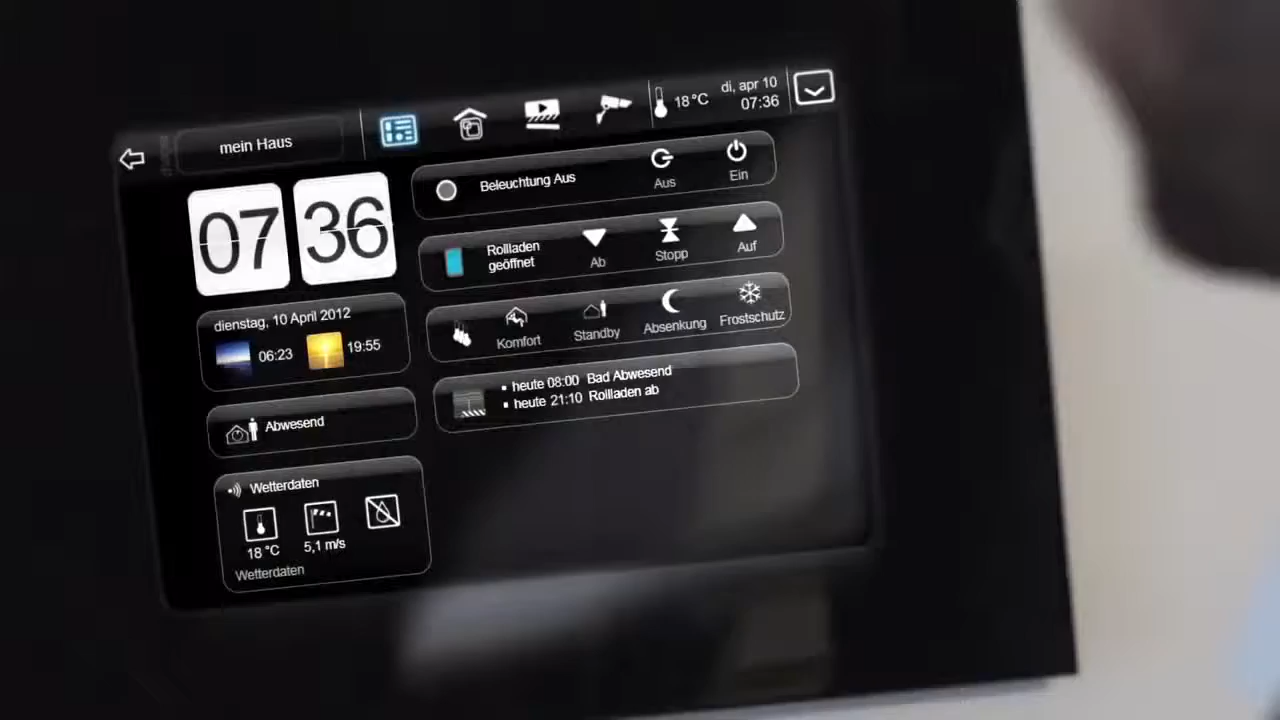 mein Haus
18 °C
di, apr 10
07:36
07 36
dienstag, 10 April 2012
06:23
19:55
Abwesend
Wetterdaten
18 °C
5,1 m/s
Wetterdaten
Beleuchtung Aus
Aus
Ein
Rollladen
geöffnet
Ab
Stopp
Auf
Komfort
Standby
Absenkung
Frostschutz
▪ heute 08:00 Bad Abwesend
▪ heute 21:10 Rollladen ab